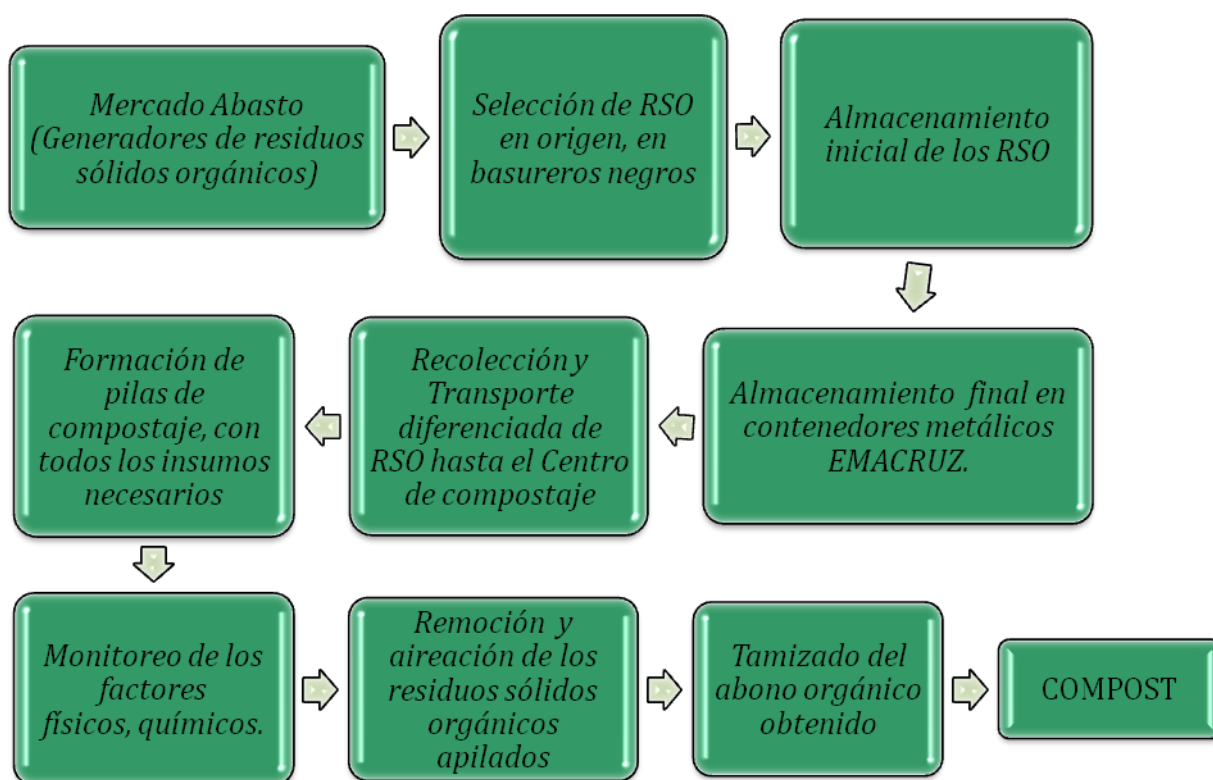 Mercado Abasto
(Generadores de residuos
sólidos orgánicos)
Selección de RSO
en origen, en
basureros negros
Almacenamiento
inicial de los RSO
Almacenamiento final en
contenedores metálicos
EMACRUZ.
Recolección y
Transporte
diferenciada de
RSO hasta el Centro
de compostaje
Formación de
pilas de
compostaje, con
todos los insumos
necesarios
Monitoreo de los
factores
físicos, químicos.
Remoción y
aireación de los
residuos sólidos
orgánicos
apilados
Tamizado del
abono orgánico
obtenido
COMPOST